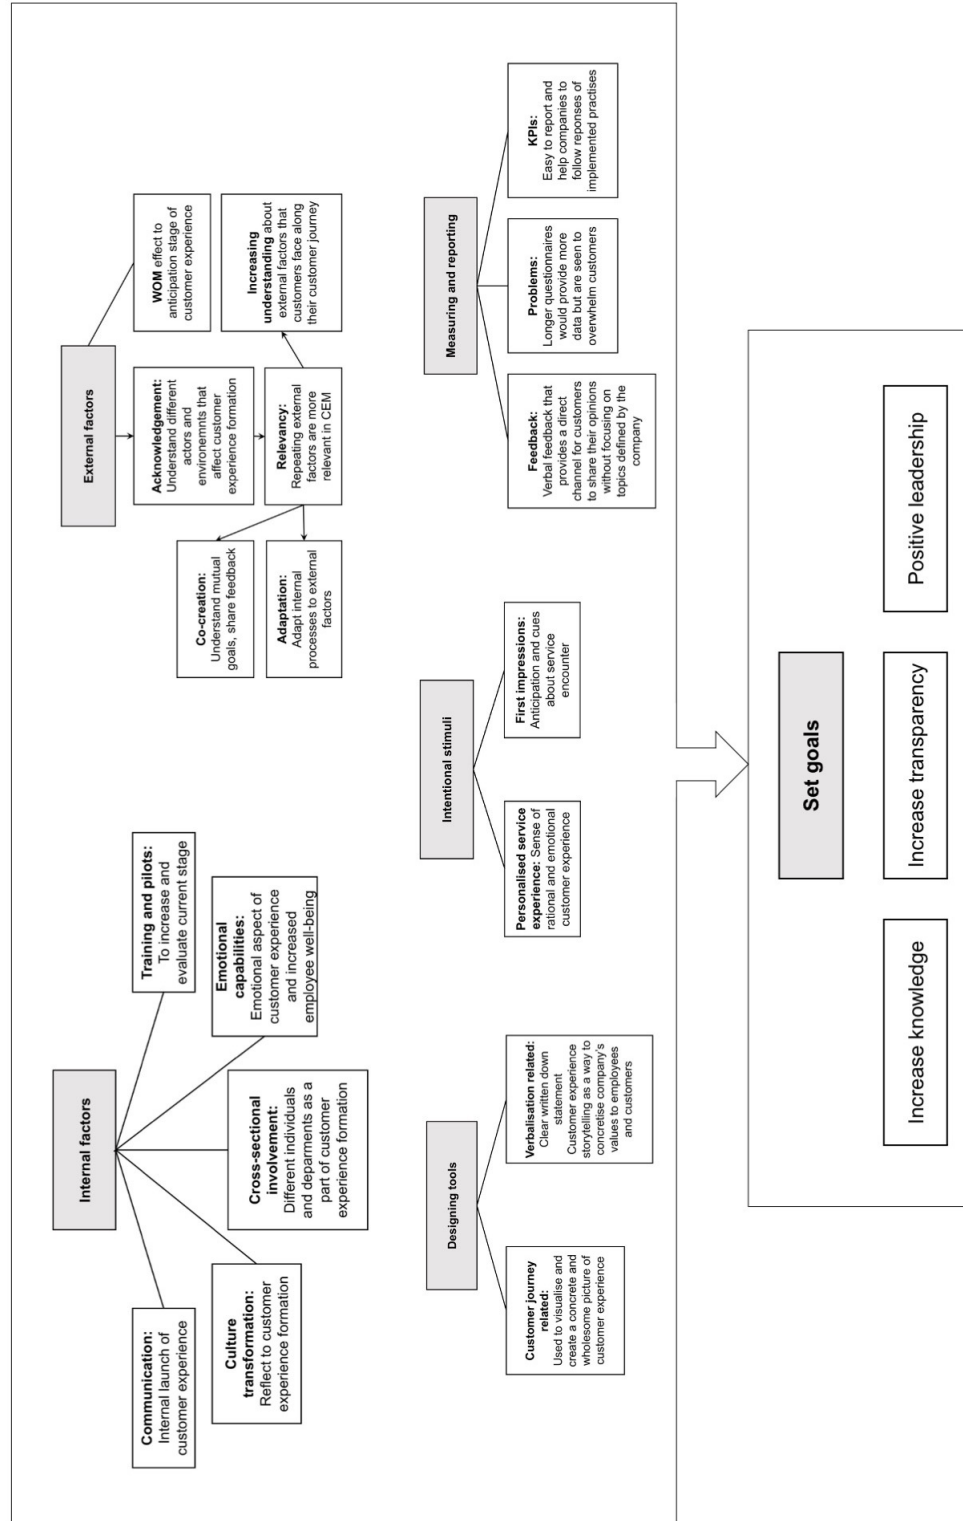 Internal factors
Communication:
Internal launch of
customer experience
Culture
transformation:
Reflect to customer
experience formation
Cross-sectional
involvement:
Different individuals
and deparments as a
part of customer
experience formation
Emotional
capabilities:
Emotional aspect of
customer experience
and increased
employee well-being
Training and pilots:
To increase and
evaluate current stage
External factors
Co-creation:
Understand mutual
goals, share feedback
Adaptation:
Adapt internal
processes to external
factors
Acknowledgement:
Understand different
actors and
environemnts that
affect customer
experience formation
Relevancy:
Repeating external
factors are more
relevant in CEM
WOM effect to
anticipation stage of
customer experience
Increasing
understanding about
external factors that
customers face along
their customer journey
Designing tools
Customer journey
related:
Used to visualise and
create a concrete and
wholesome picture of
customer experience
Verbalisation related:
Clear written down
statement
Customer experience
storytelling as a way to
concretise company's
values to employees
and customers
Intentional stimuli
Personalised service
experience: Sense of
rational and emotional
customer experience
First impressions:
Anticipation and cues
about service
encounter
Measuring and reporting
Feedback:
Verbal feedback that
provides a direct
channel for customers
to share their opinions
without focusing on
topics defined by the
company
Problems:
Longer questionnaires
would provide more
data but are seen to
overwhelm customers
KPIs:
Easy to report and
help companies to
follow reponses of
implemented practises
Set goals
Increase knowledge
Increase transparency
Positive leadership